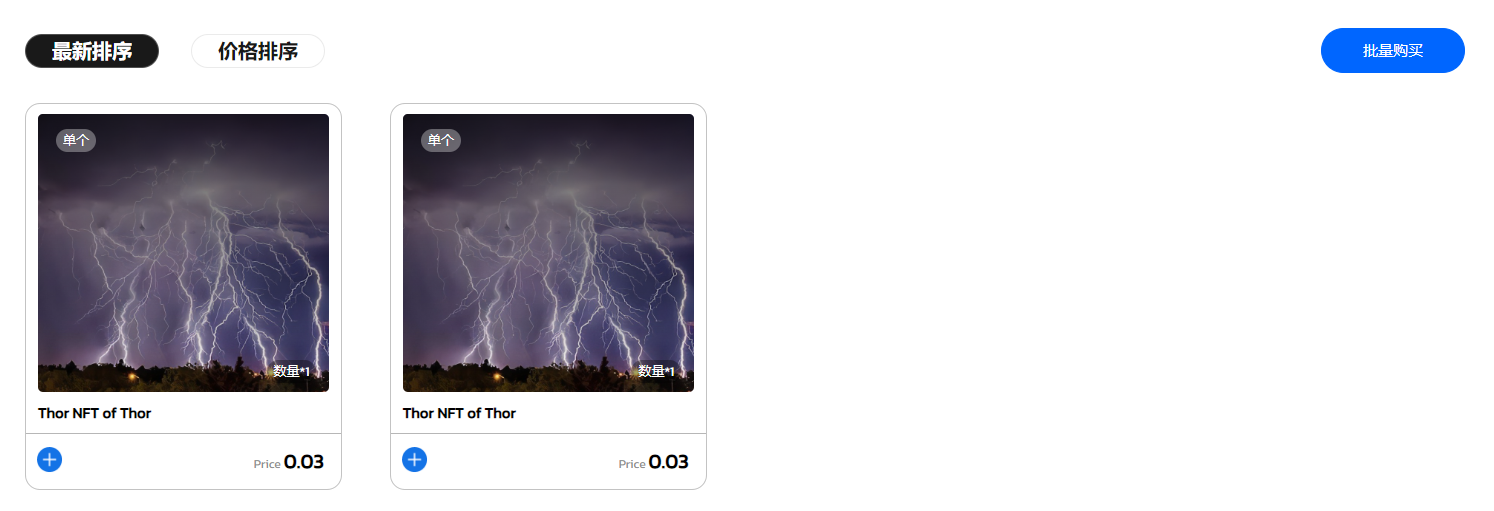 最新排序 价格排序 批量购买
单个 单个
数量*1 数量*1
Thor NFT of Thor Thor NFT of Thor
Price 0.03 Price 0.03